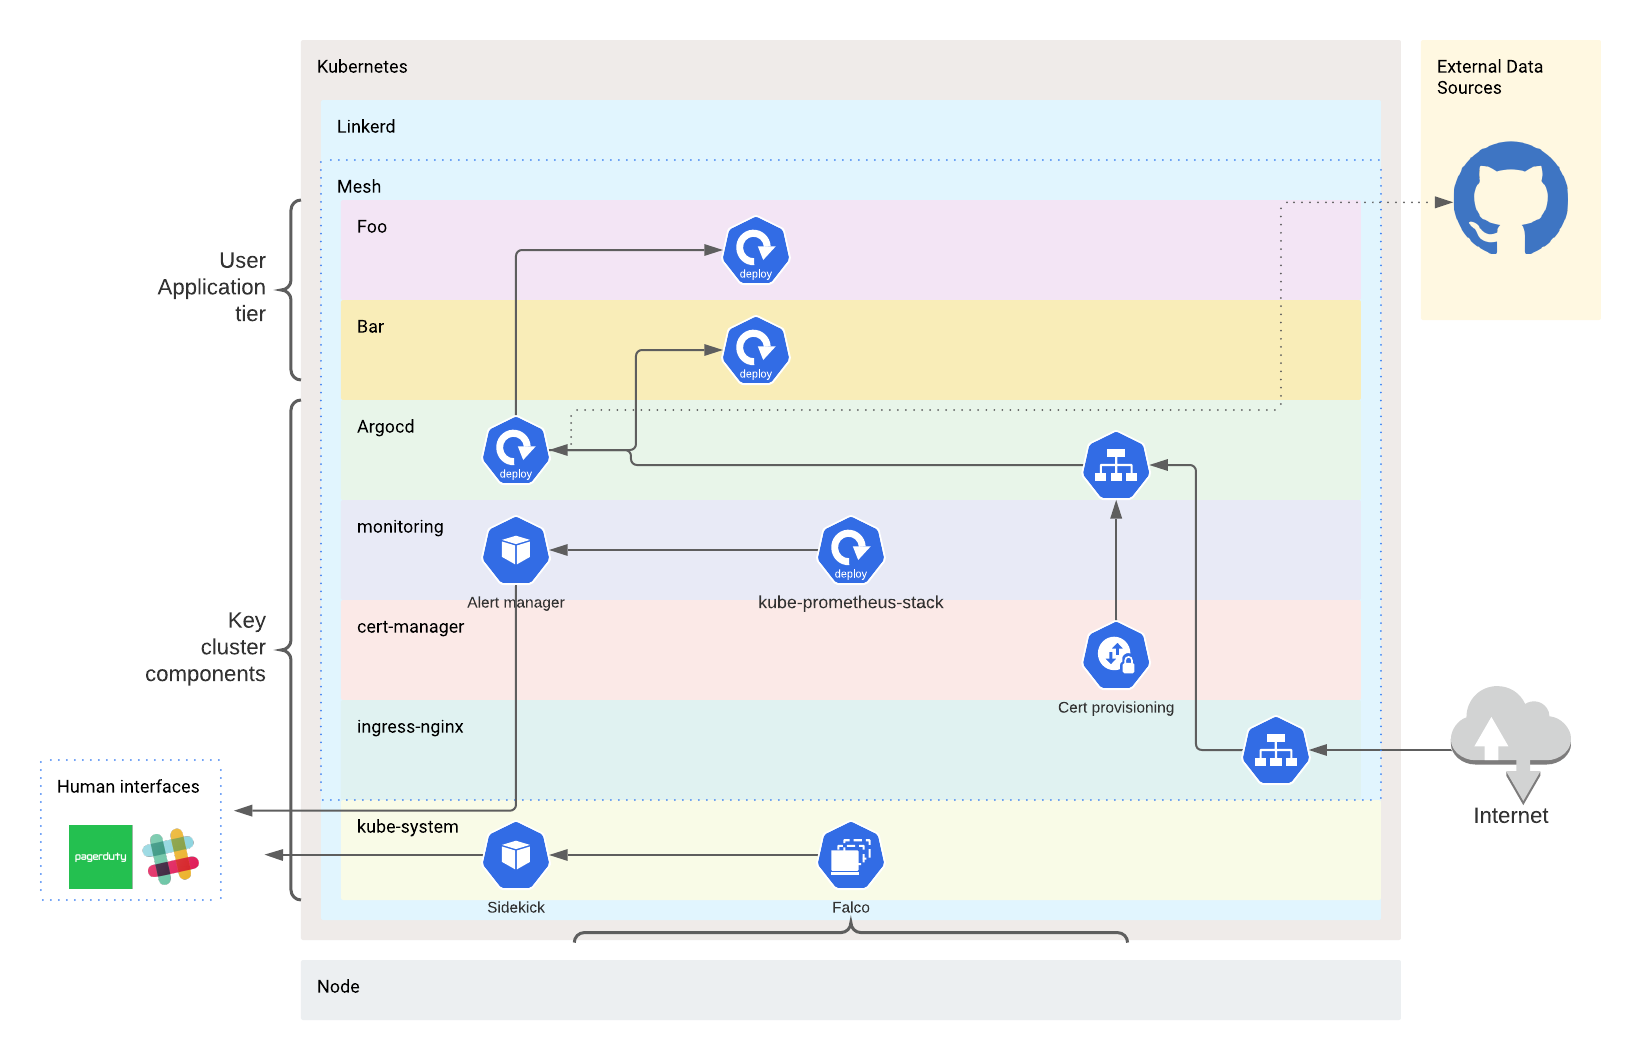 Kubernetes
External Data
Sources
Linkerd
Mesh
Foo
deploy
User
Application
tier
Bar
deploy
Argocd
deploy
monitoring
deploy
Alert manager
kube-prometheus-stack
Key
cluster
components
cert-manager
Cert provisioning
ingress-nginx
Internet
Human interfaces
pagerduty
kube-system
Sidekick
Falco
Node